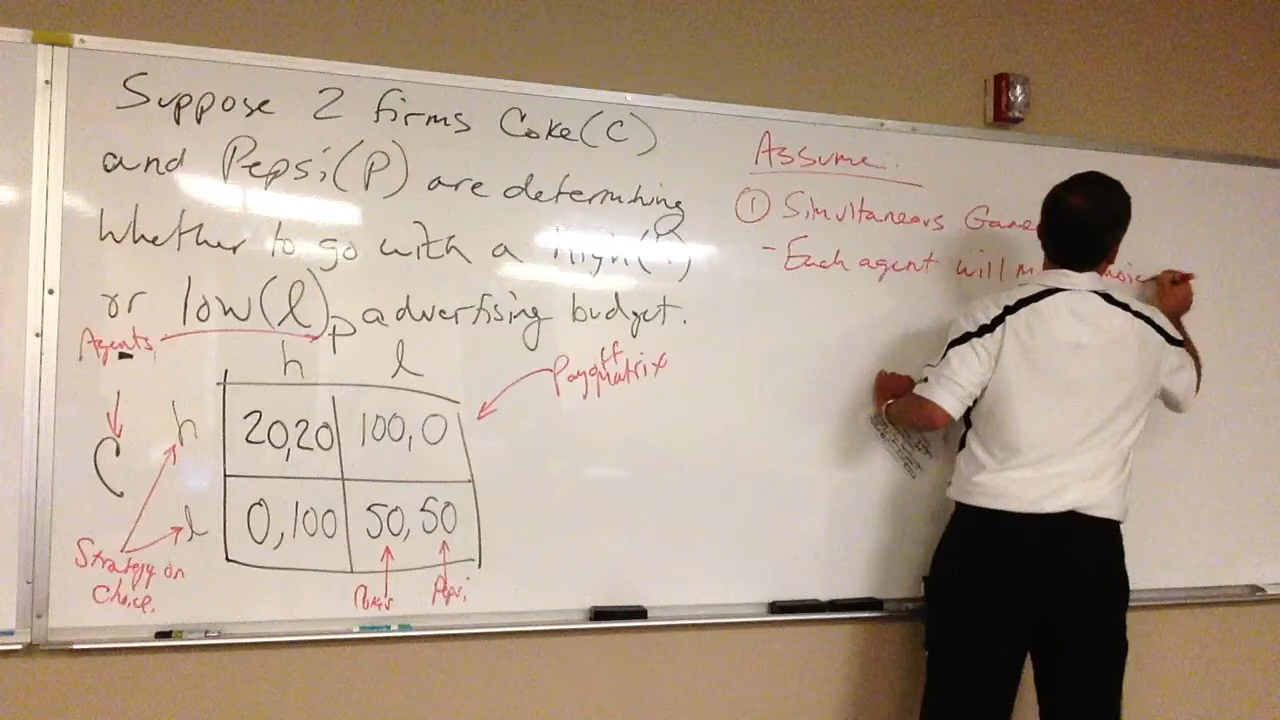 Suppose 2 firms Coke(C)
and Pepsi(P) are determining
Whether to go with a
or low(l) advertising budget.
Agents
P
h l
Payoff
matrix
C
h 20,20 100,0
l 0,100 50,50
Strategy on
Choice.
Pepsi
Assume.
① Simultaneous Game
- Each agent will